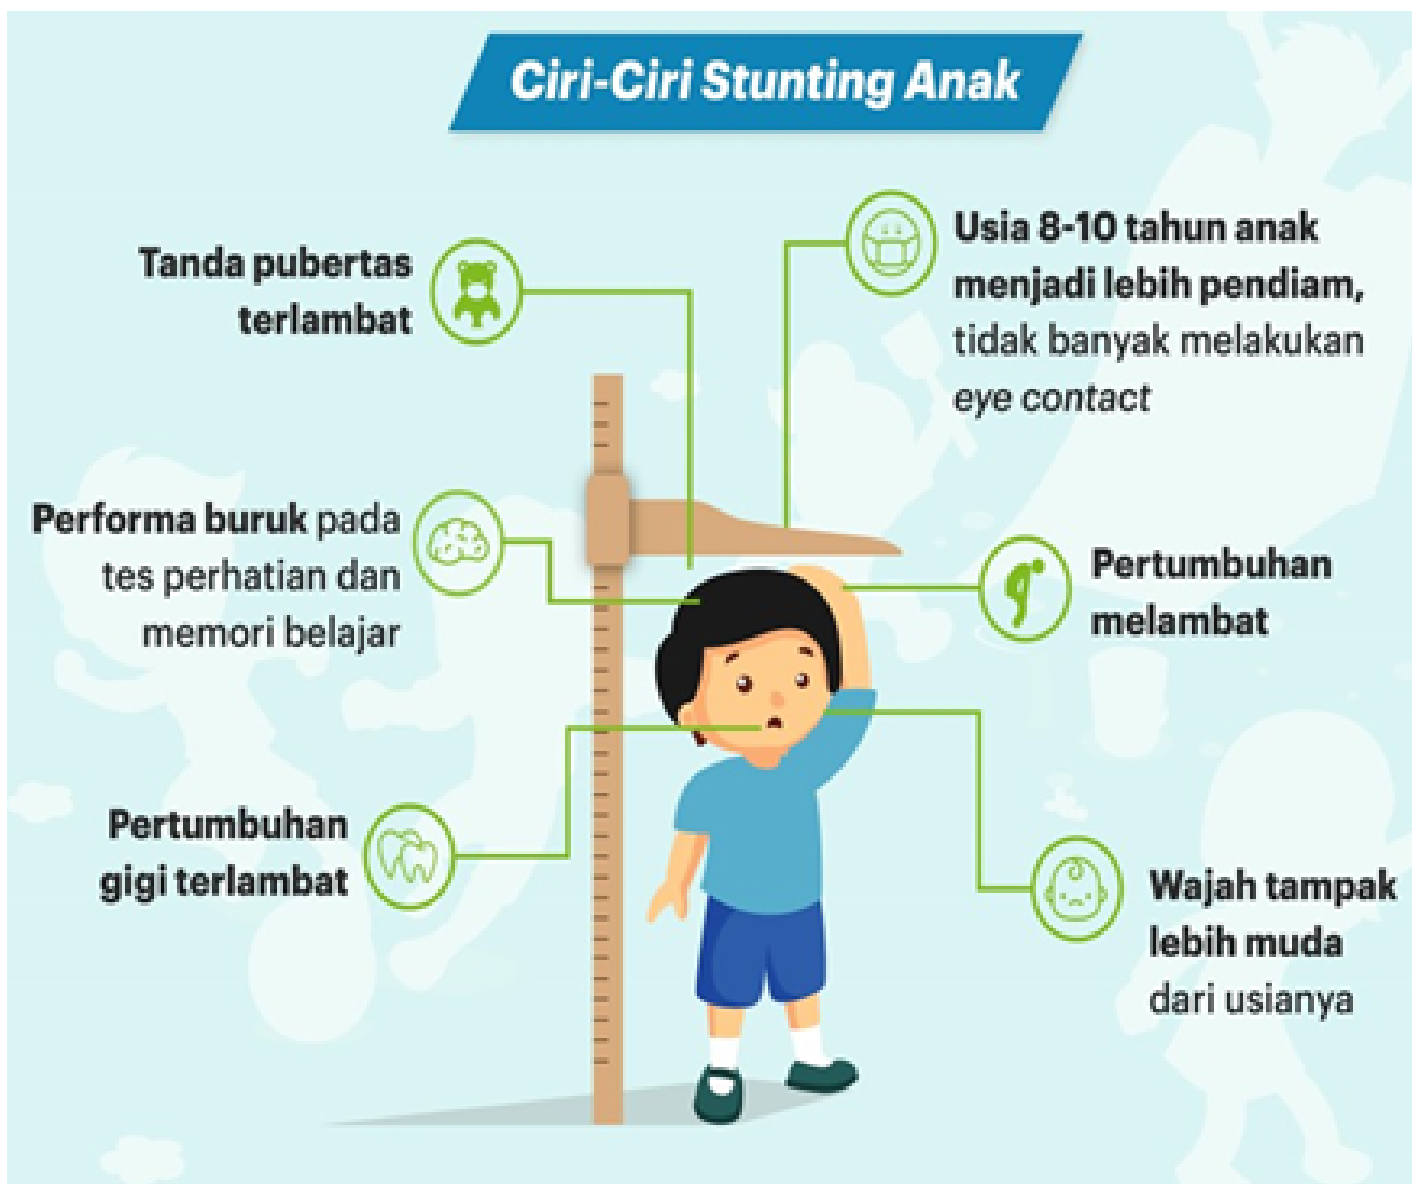 Ciri-Ciri Stunting Anak
Tanda pubertas
terlambat
Usia 8-10 tahun anak
menjadi lebih pendiam,
tidak banyak melakukan
eye contact
Performa buruk pada
tes perhatian dan
memori belajar
Pertumbuhan
melambat
Pertumbuhan
gigi terlambat
Wajah tampak
lebih muda
dari usianya